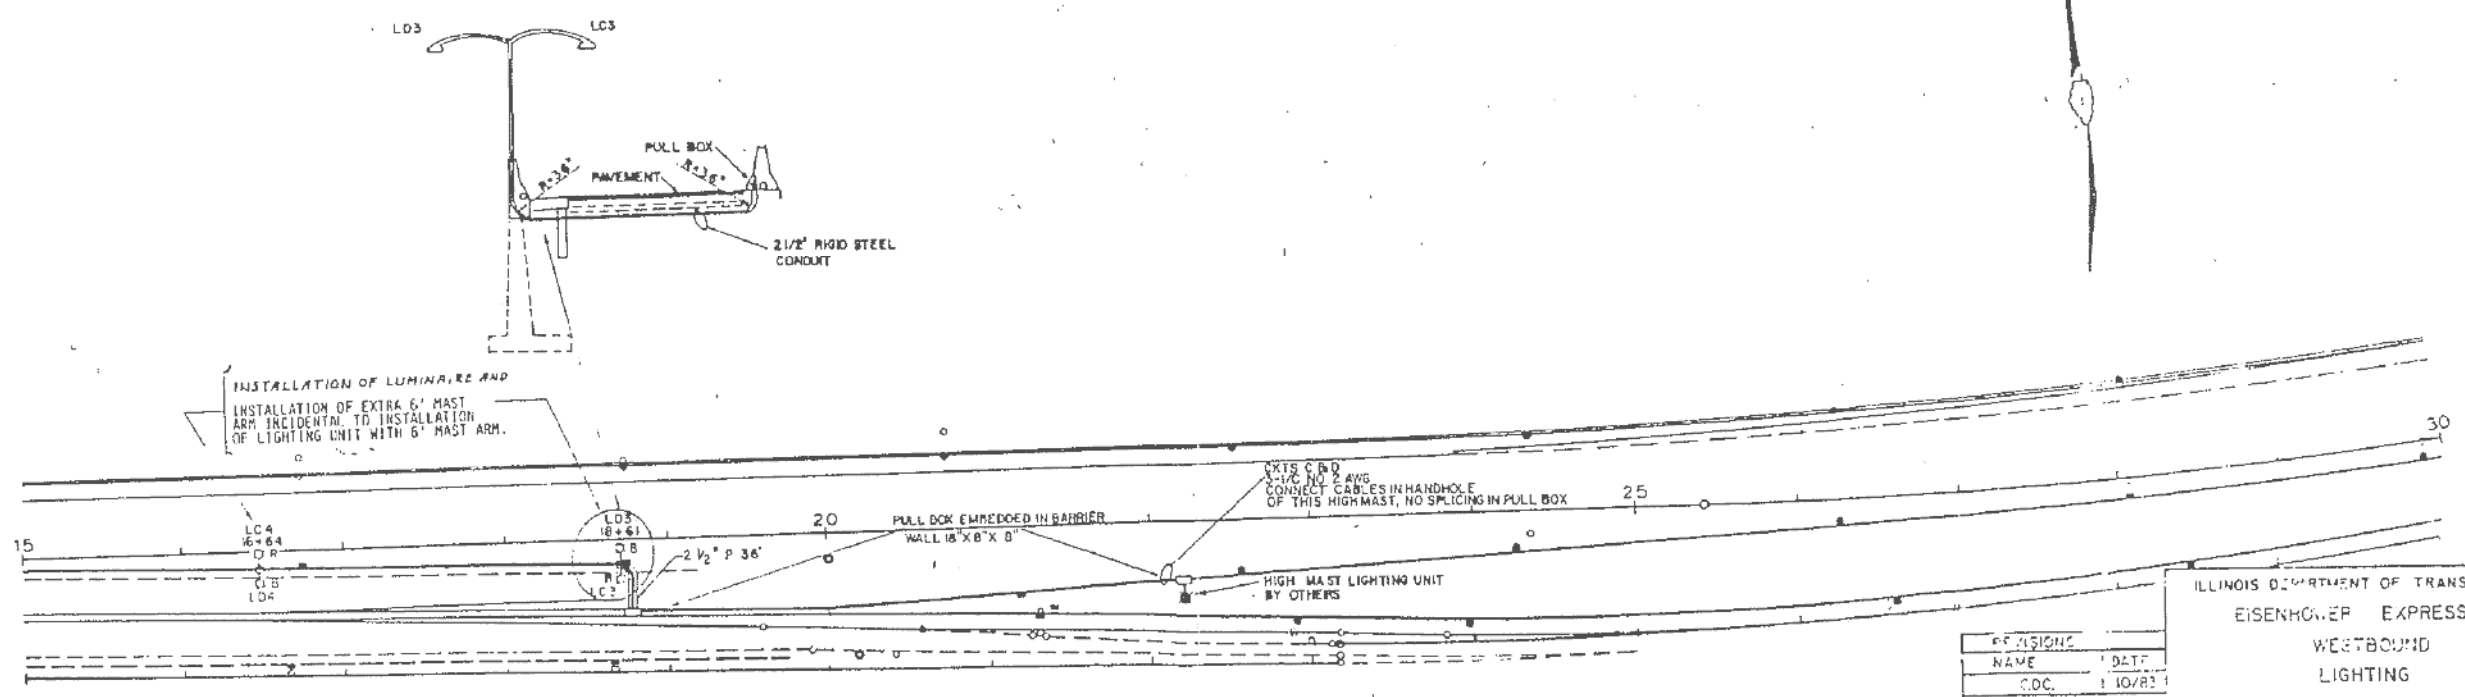 LD3
LC3
PULL BOX
R=36"
R=36"
PAVEMENT
2 1/2" RIGID STEEL
CONDUIT
INSTALLATION OF LUMINAIRE AND
INSTALLATION OF EXTRA 6' MAST
ARM INCIDENTAL TO INSTALLATION
OF LIGHTING UNIT WITH 6' MAST ARM.
30
CKTS C & D
3-1/C NO 2 AWG
CONNECT CABLES IN HANDHOLE
OF THIS HIGHMAST, NO SPLICING IN PULL BOX
25
LD3
18+61
B
20
PULL BOX EMBEDDED IN BARRIER
WALL 18"X8"X 8"
LC4
16+64
R
15
2 1/2" P 36'
B
LD4
R
HIGH MAST LIGHTING UNIT
BY OTHERS
ILLINOIS DEPARTMENT OF TRANS
EISENHOWER EXPRESS
WESTBOUND
LIGHTING
REVISIONS
NAME DATE
C.D.C. 10/83